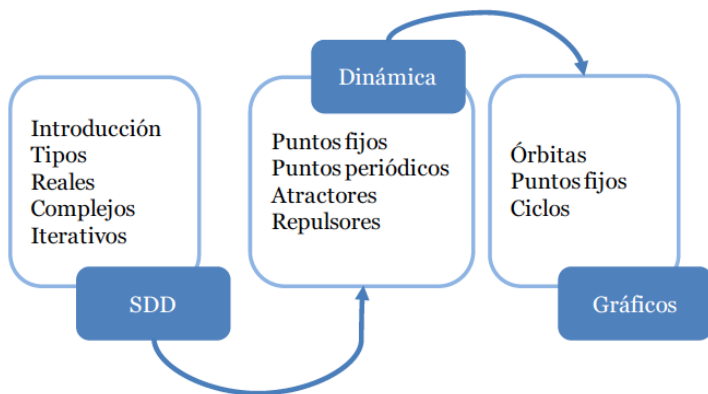 Introducción
Tipos
Reales
Complejos
Iterativos
SDD
Dinámica
Puntos fijos
Puntos periódicos
Atractores
Repulsores
Órbitas
Puntos fijos
Ciclos
Gráficos